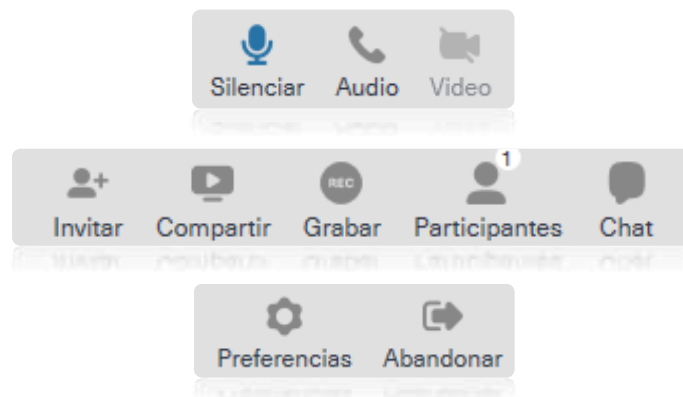 Silenciar Audio Video
REC 1
Invitar Compartir Grabar Participantes Chat
Preferencias Abandonar